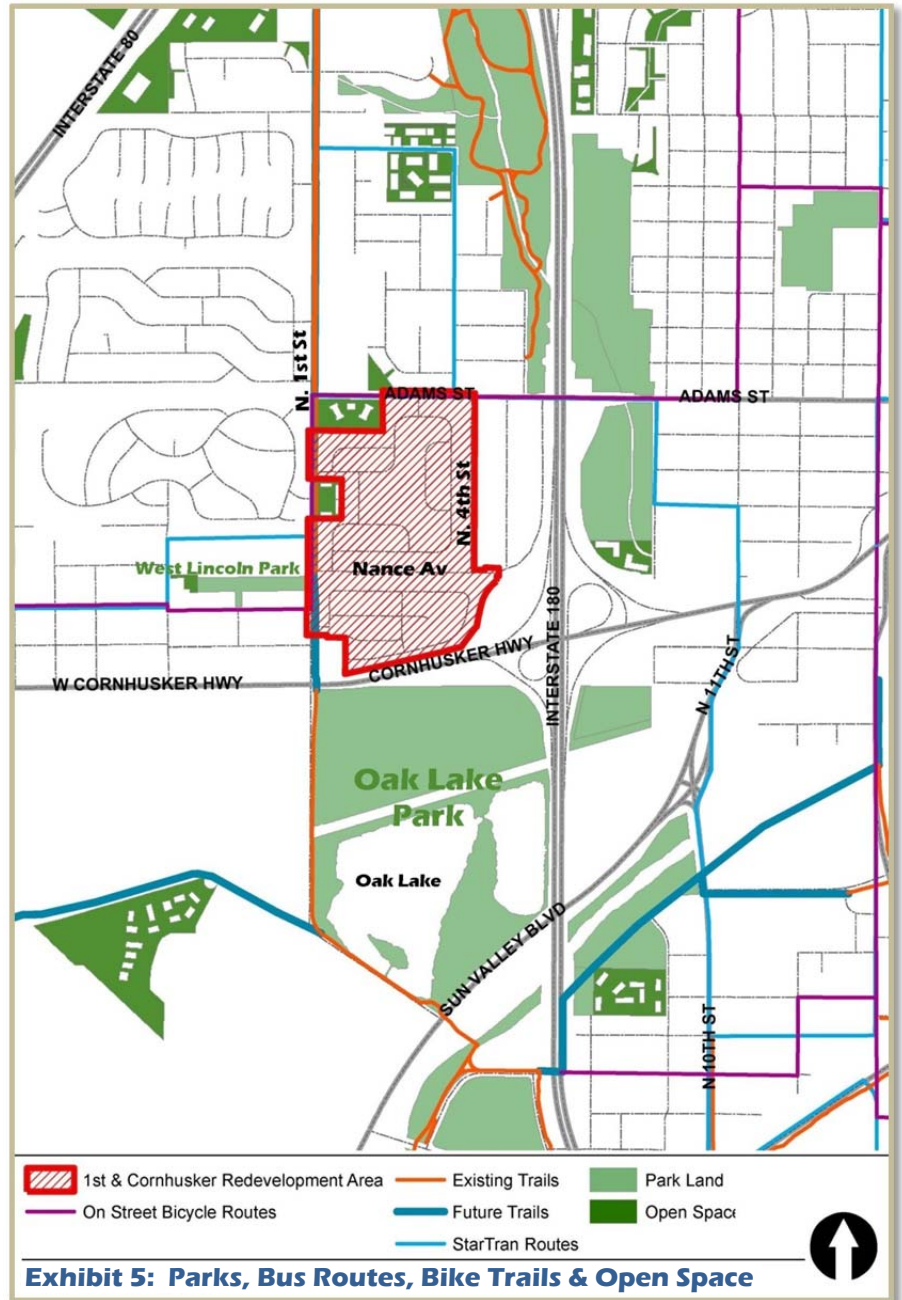 INTERSTATE 80
N. 1st St
ADAMS ST
ADAMS ST
N. 4th St
West Lincoln Park
Nance Av
CORNHUSKER HWY
W CORNHUSKER HWY
INTERSTATE 180
N 11TH ST
Oak Lake
Park
Oak Lake
SUN VALLEY BLVD
N 10TH ST
1st & Cornhusker Redevelopment Area
Existing Trails
Park Land
On Street Bicycle Routes
Future Trails
Open Space
StarTran Routes
Exhibit 5: Parks, Bus Routes, Bike Trails & Open Space